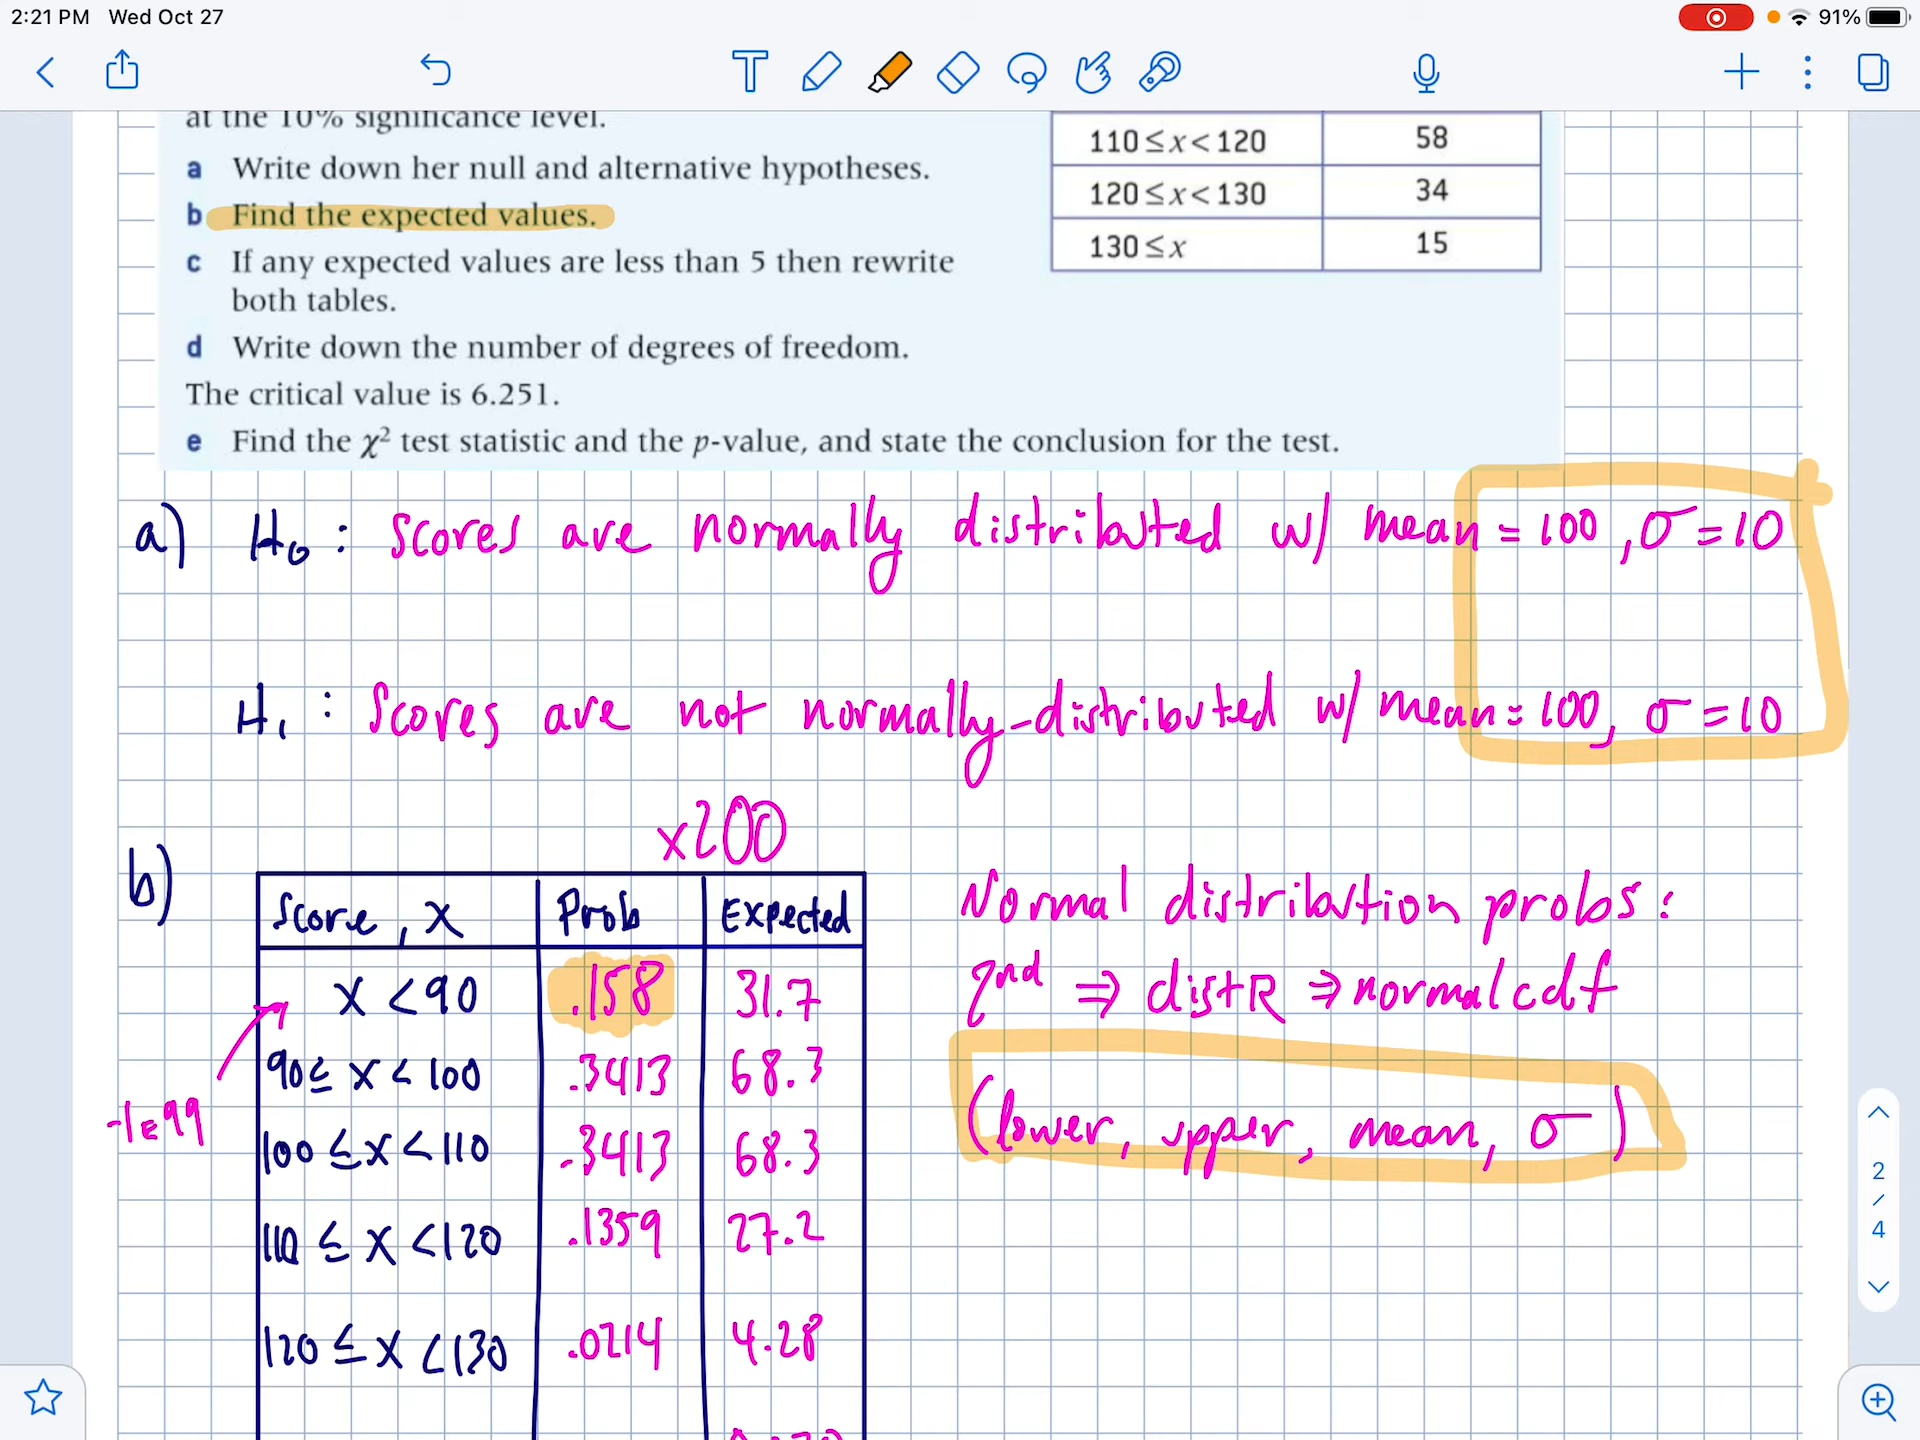 2:21 PM Wed Oct 27
91%
T
at the 10% significance level.
a Write down her null and alternative hypotheses.
b Find the expected values.
c If any expected values are less than 5 then rewrite
both tables.
d Write down the number of degrees of freedom.
The critical value is 6.251.
e Find the χ² test statistic and the p-value, and state the conclusion for the test.
110≤x<120 58
120≤x<130 34
130≤x 15
a) H₀ : Scores are normally distributed w/ mean = 100 , σ = 10
H₁ : Scores are not normally-distributed w/ mean = 100, σ = 10
x200
b)
Score, x Prob Expected
x < 90 .158 31.7
90 ≤ x < 100 .3413 68.3
-1E99
100 ≤ x < 110 .3413 68.3
110 ≤ x < 120 .1359 27.2
120 ≤ x < 130 .0214 4.28
Normal distribution probs :
2nd ⇒ distR ⇒ normalcdf
(lower, upper, mean, σ)
2
/
4